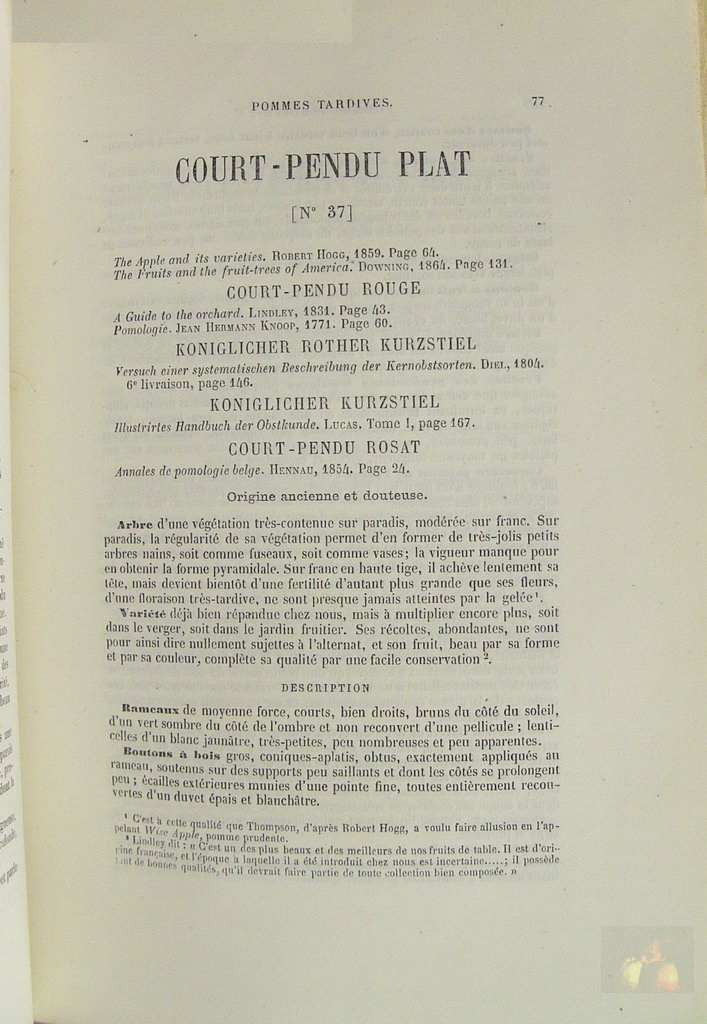 POMMES TARDIVES. 77
COURT-PENDU PLAT
[N° 37]
The Apple and its varieties. ROBERT HOGG, 1859. Page 64.
The Fruits and the fruit-trees of America. DOWNING, 1864. Page 131.
COURT-PENDU ROUGE
A Guide to the orchard. LINDLEY, 1831. Page 43.
Pomologie. JEAN HERMANN KNOOP, 1771. Page 60.
KONIGLICHER ROTHER KURZSTIEL
Versuch einer systematischen Beschreibung der Kernobstsorten. DIEL, 1804.
6e livraison, page 146.
KONIGLICHER KURZSTIEL
Illustrirtes Handbuch der Obstkunde. LUCAS. Tome I, page 167.
COURT-PENDU ROSAT
Annales de pomologie belge. HENNAU, 1854. Page 24.
Origine ancienne et douteuse.
Arbre d'une végétation très-contenue sur paradis, modérée sur franc. Sur
paradis, la régularité de sa végétation permet d'en former de très-jolis petits
arbres nains, soit comme fuseaux, soit comme vases; la vigueur manque pour
en obtenir la forme pyramidale. Sur franc en haute tige, il achève lentement sa
tête, mais devient bientôt d'une fertilité d'autant plus grande que ses fleurs,
d'une floraison très-tardive, ne sont presque jamais atteintes par la gelée¹.
Variété déjà bien répandue chez nous, mais à multiplier encore plus, soit
dans le verger, soit dans le jardin fruitier. Ses récoltes, abondantes, ne sont
pour ainsi dire nullement sujettes à l'alternat, et son fruit, beau par sa forme
et par sa couleur, complète sa qualité par une facile conservation².
DESCRIPTION
Rameaux de moyenne force, courts, bien droits, bruns du côté du soleil,
d'un vert sombre du côté de l'ombre et non recouvert d'une pellicule; lenti-
celles d'un blanc jaunâtre, très-petites, peu nombreuses et peu apparentes.
Boutons à bois gros, coniques-aplatis, obtus, exactement appliqués au
rameau, soutenus sur des supports peu saillants et dont les côtés se prolongent
peu; écailles extérieures munies d'une pointe fine, toutes entièrement recou-
vertes d'un duvet épais et blanchâtre.
¹ C'est à cette qualité que Thompson, d'après Robert Hogg, a voulu faire allusion en l'ap-
pelant Wise Apple, pomme prudente.
² Lindley dit: « C'est un des plus beaux et des meilleurs de nos fruits de table. Il est d'ori-
gine française, et l'époque à laquelle il a été introduit chez nous est incertaine.....; il possède
tant de bonnes qualités, qu'il devrait faire partie de toute collection bien composée. »